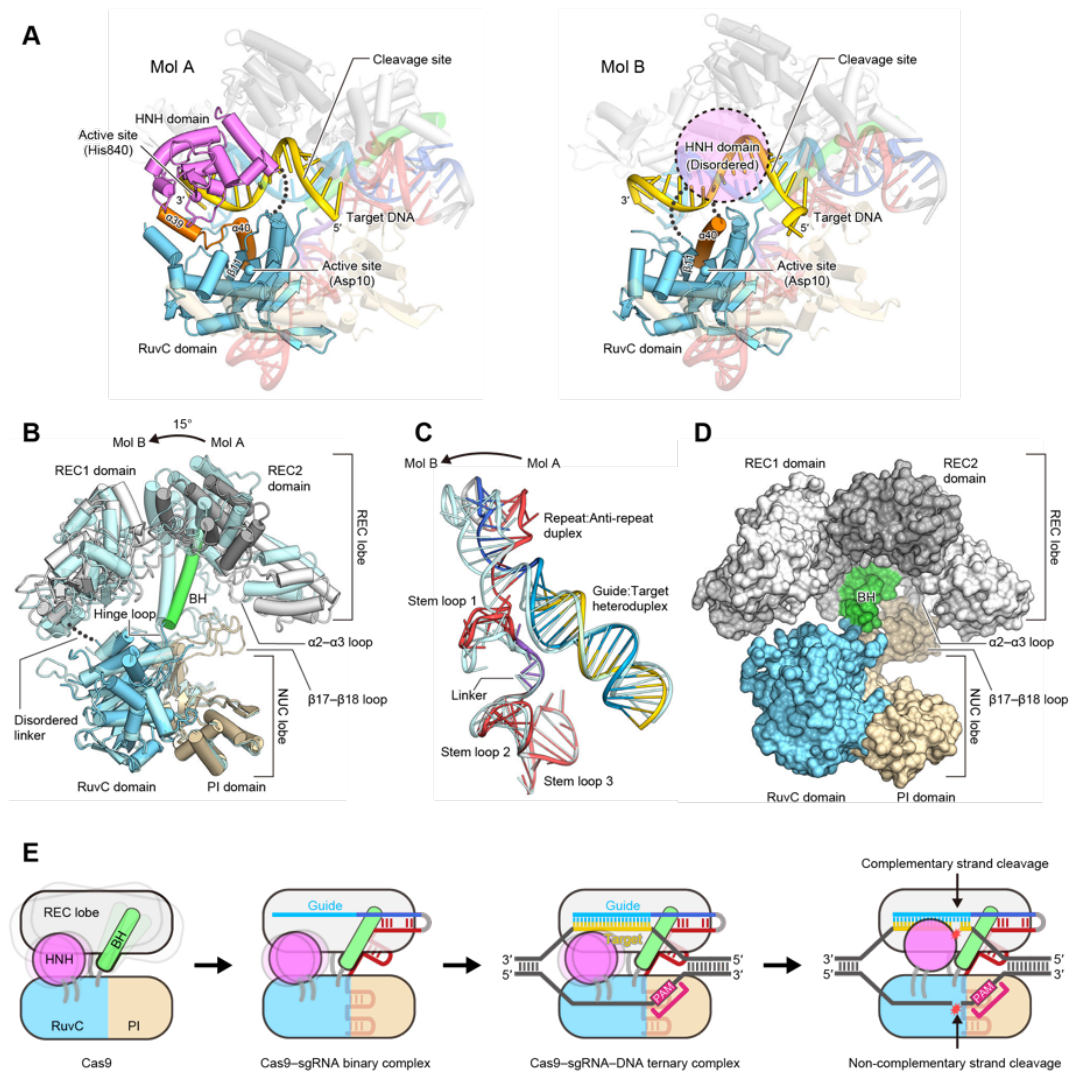 A
Mol A
Cleavage site
HNH domain
Active site
(His840)
3′
α39
α40
β11
5′
Target DNA
Active site
(Asp10)
RuvC domain
Mol B
Cleavage site
HNH domain
(Disordered)
3′
α40
β11
5′
Target DNA
Active site
(Asp10)
RuvC domain
B
15°
Mol B
Mol A
REC1 domain
REC2
domain
REC lobe
BH
Hinge loop
α2–α3 loop
β17–β18 loop
NUC lobe
Disordered
linker
RuvC domain
PI domain
C
Mol B
Mol A
Repeat:Anti-repeat
duplex
Guide:Target
heteroduplex
Stem loop 1
Linker
Stem loop 2
Stem loop 3
D
REC1 domain
REC2
domain
REC lobe
BH
α2–α3 loop
β17–β18 loop
NUC lobe
RuvC domain
PI domain
E
REC lobe
BH
HNH
RuvC
PI
Cas9
Guide
Cas9–sgRNA binary complex
Guide
Target
3′
5′
5′
3′
PAM
Cas9–sgRNA–DNA ternary complex
Complementary strand cleavage
3′
5′
5′
3′
PAM
Non-complementary strand cleavage